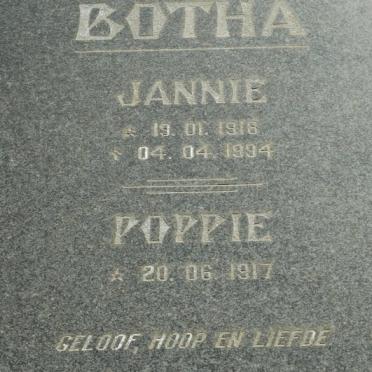 BOTHA
JANNIE
☆ 19. 01. 1916
✝ 04. 04. 1994
POPPIE
☆ 20. 06. 1917
GELOOF, HOOP EN LIEFDE